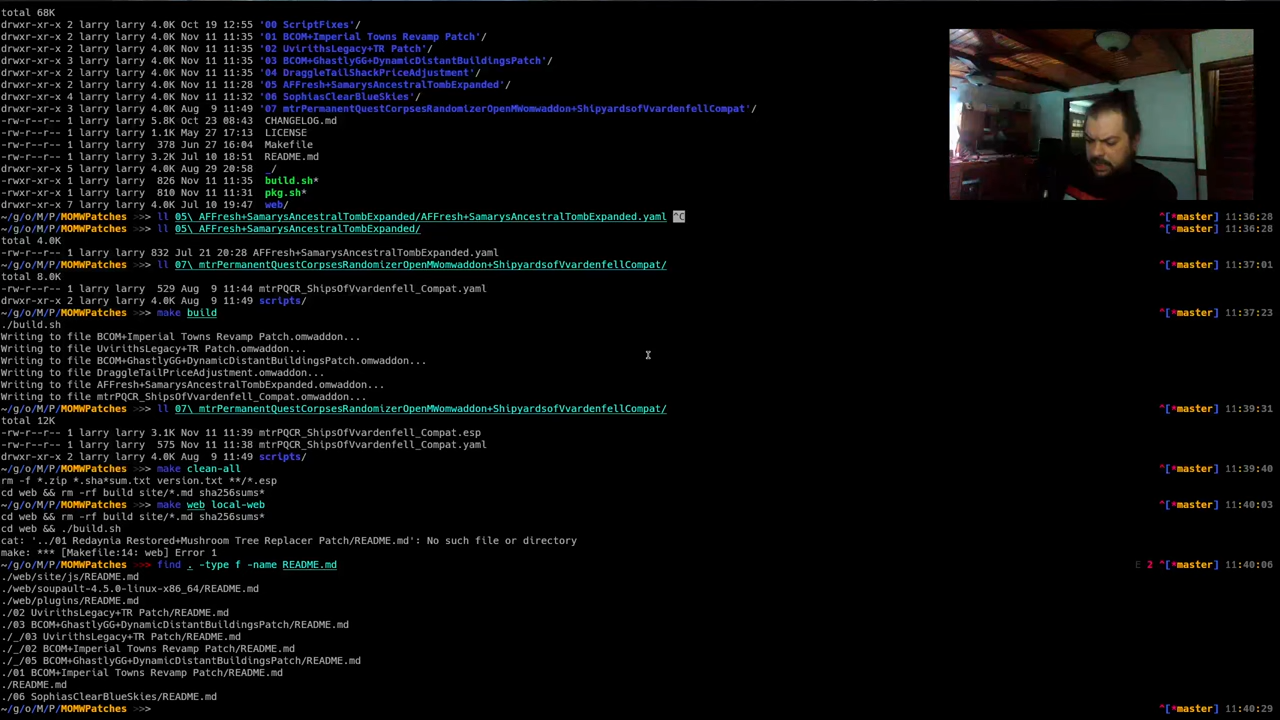 total 68K
drwxr-xr-x 2 larry larry 4.0K Oct 19 12:55 '00 ScriptFixes'/
drwxr-xr-x 2 larry larry 4.0K Nov 11 11:35 '01 BCOM+Imperial Towns Revamp Patch'/
drwxr-xr-x 2 larry larry 4.0K Nov 11 11:35 '02 UvirithsLegacy+TR Patch'/
drwxr-xr-x 3 larry larry 4.0K Nov 11 11:35 '03 BCOM+GhastlyGG+DynamicDistantBuildingsPatch'/
drwxr-xr-x 2 larry larry 4.0K Nov 11 11:35 '04 DraggleTailShackPriceAdjustment'/
drwxr-xr-x 2 larry larry 4.0K Nov 11 11:28 '05 AFFresh+SamarysAncestralTombExpanded'/
drwxr-xr-x 4 larry larry 4.0K Nov 11 11:32 '06 SophiasClearBlueSkies'/
drwxr-xr-x 3 larry larry 4.0K Aug  9 11:49 '07 mtrPermanentQuestCorpsesRandomizerOpenMWomwaddon+ShipyardsofVvardenfellCompat'/
-rw-r--r-- 1 larry larry 5.8K Oct 23 08:43 CHANGELOG.md
-rw-r--r-- 1 larry larry 1.1K May 27 17:13 LICENSE
-rw-r--r-- 1 larry larry  378 Jun 27 16:04 Makefile
-rw-r--r-- 1 larry larry 3.2K Jul 10 18:51 README.md
drwxr-xr-x 5 larry larry 4.0K Aug 29 20:58 _/
-rwxr-xr-x 1 larry larry  826 Nov 11 11:35 build.sh*
-rwxr-xr-x 1 larry larry  810 Nov 11 11:31 pkg.sh*
drwxr-xr-x 7 larry larry 4.0K Jul 10 19:47 web/
~/g/o/M/P/MOMWPatches >>> ll 05\ AFFresh+SamarysAncestralTombExpanded/AFFresh+SamarysAncestralTombExpanded.yaml ^C ^[*master] 11:36:28
~/g/o/M/P/MOMWPatches >>> ll 05\ AFFresh+SamarysAncestralTombExpanded/ ^[*master] 11:36:28
total 4.0K
-rw-r--r-- 1 larry larry 832 Jul 21 20:28 AFFresh+SamarysAncestralTombExpanded.yaml
~/g/o/M/P/MOMWPatches >>> ll 07\ mtrPermanentQuestCorpsesRandomizerOpenMWomwaddon+ShipyardsofVvardenfellCompat/ ^[*master] 11:37:01
total 8.0K
-rw-r--r-- 1 larry larry  529 Aug  9 11:44 mtrPQCR_ShipsOfVvardenfell_Compat.yaml
drwxr-xr-x 2 larry larry 4.0K Aug  9 11:49 scripts/
~/g/o/M/P/MOMWPatches >>> make build ^[*master] 11:37:23
./build.sh
Writing to file BCOM+Imperial Towns Revamp Patch.omwaddon...
Writing to file UvirithsLegacy+TR Patch.omwaddon...
Writing to file BCOM+GhastlyGG+DynamicDistantBuildingsPatch.omwaddon...
Writing to file DraggleTailPriceAdjustment.omwaddon...
Writing to file AFFresh+SamarysAncestralTombExpanded.omwaddon...
Writing to file mtrPQCR_ShipsOfVvardenfell_Compat.omwaddon...
~/g/o/M/P/MOMWPatches >>> ll 07\ mtrPermanentQuestCorpsesRandomizerOpenMWomwaddon+ShipyardsofVvardenfellCompat/ ^[*master] 11:39:31
total 12K
-rw-r--r-- 1 larry larry 3.1K Nov 11 11:39 mtrPQCR_ShipsOfVvardenfell_Compat.esp
-rw-r--r-- 1 larry larry  575 Nov 11 11:38 mtrPQCR_ShipsOfVvardenfell_Compat.yaml
drwxr-xr-x 2 larry larry 4.0K Aug  9 11:49 scripts/
~/g/o/M/P/MOMWPatches >>> make clean-all ^[*master] 11:39:40
rm -f *.zip *.sha*sum.txt version.txt **/*.esp
cd web && rm -rf build site/*.md sha256sums*
~/g/o/M/P/MOMWPatches >>> make web local-web ^[*master] 11:40:03
cd web && rm -rf build site/*.md sha256sums*
cd web && ./build.sh
cat: '../01 Redaynia Restored+Mushroom Tree Replacer Patch/README.md': No such file or directory
make: *** [Makefile:14: web] Error 1
~/g/o/M/P/MOMWPatches >>> find . -type f -name README.md E 2 ^[*master] 11:40:06
./web/site/js/README.md
./web/soupault-4.5.0-linux-x86_64/README.md
./web/plugins/README.md
./02 UvirithsLegacy+TR Patch/README.md
./03 BCOM+GhastlyGG+DynamicDistantBuildingsPatch/README.md
./_/03 UvirithsLegacy+TR Patch/README.md
./_/02 BCOM+Imperial Towns Revamp Patch/README.md
./_/05 BCOM+GhastlyGG+DynamicDistantBuildingsPatch/README.md
./01 BCOM+Imperial Towns Revamp Patch/README.md
./README.md
./06 SophiasClearBlueSkies/README.md
~/g/o/M/P/MOMWPatches >>> ^[*master] 11:40:29